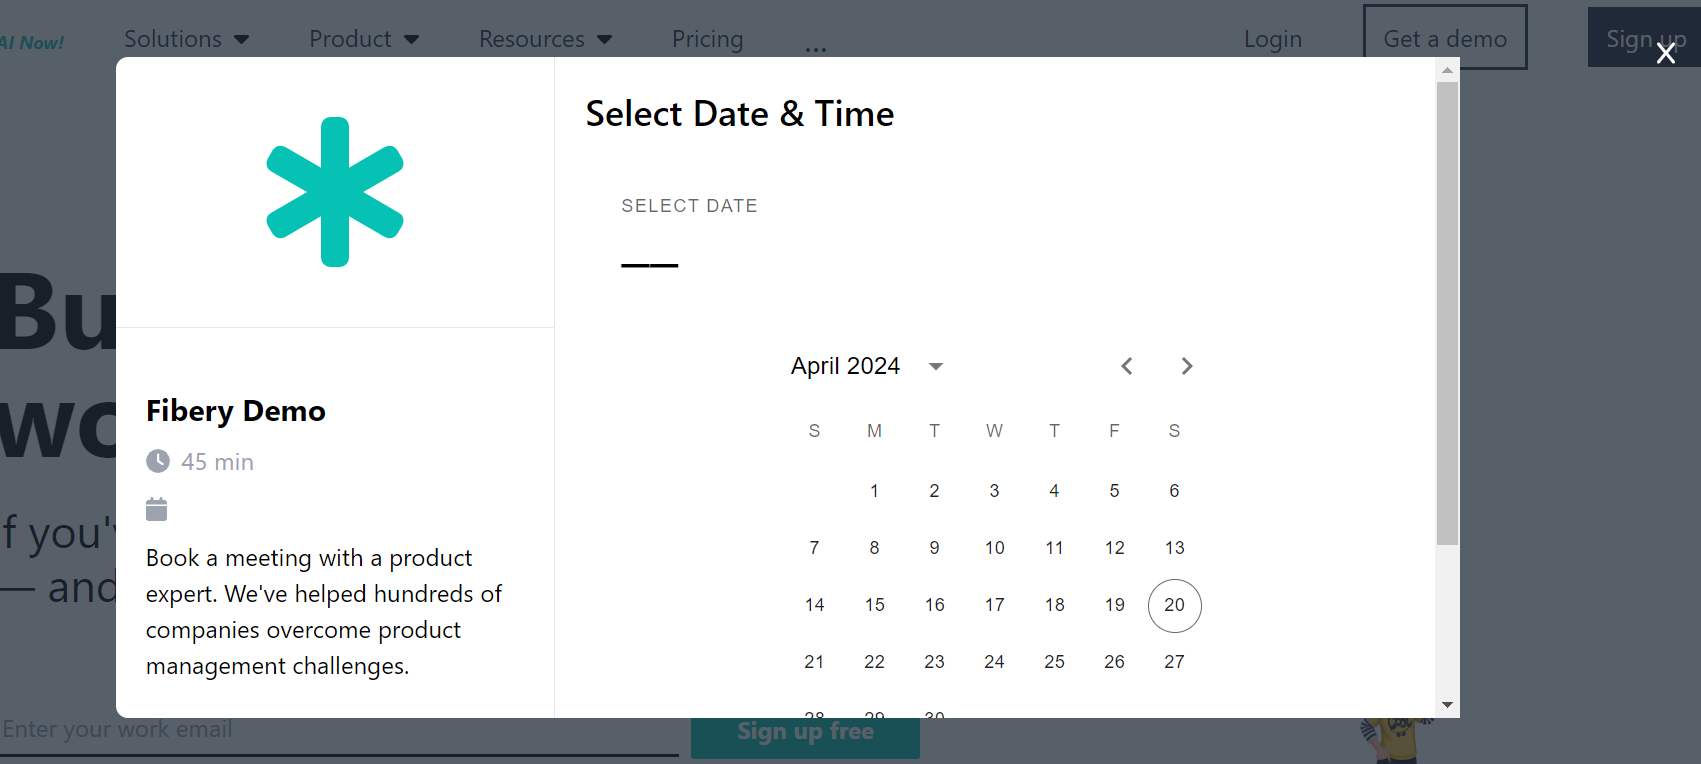 AI Now!
Solutions
Product
Resources
Pricing
...
Login
Get a demo
Sign up
X
Bu
wo
f you'
— and
Enter your work email
Sign up free
Fibery Demo
45 min
Book a meeting with a product
expert. We've helped hundreds of
companies overcome product
management challenges.
Select Date & Time
SELECT DATE
——
April 2024
S M T W T F S
1 2 3 4 5 6
7 8 9 10 11 12 13
14 15 16 17 18 19 20
21 22 23 24 25 26 27
28 29 30